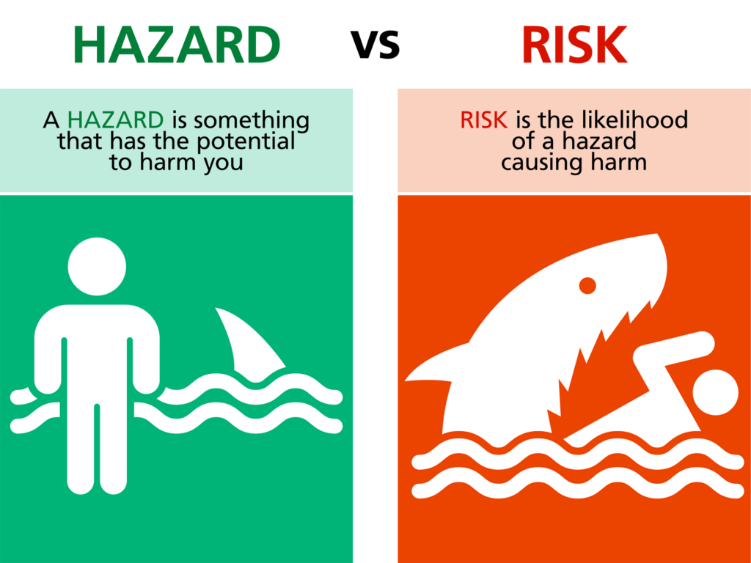 HAZARD vs RISK
A HAZARD is something
that has the potential
to harm you
RISK is the likelihood
of a hazard
causing harm